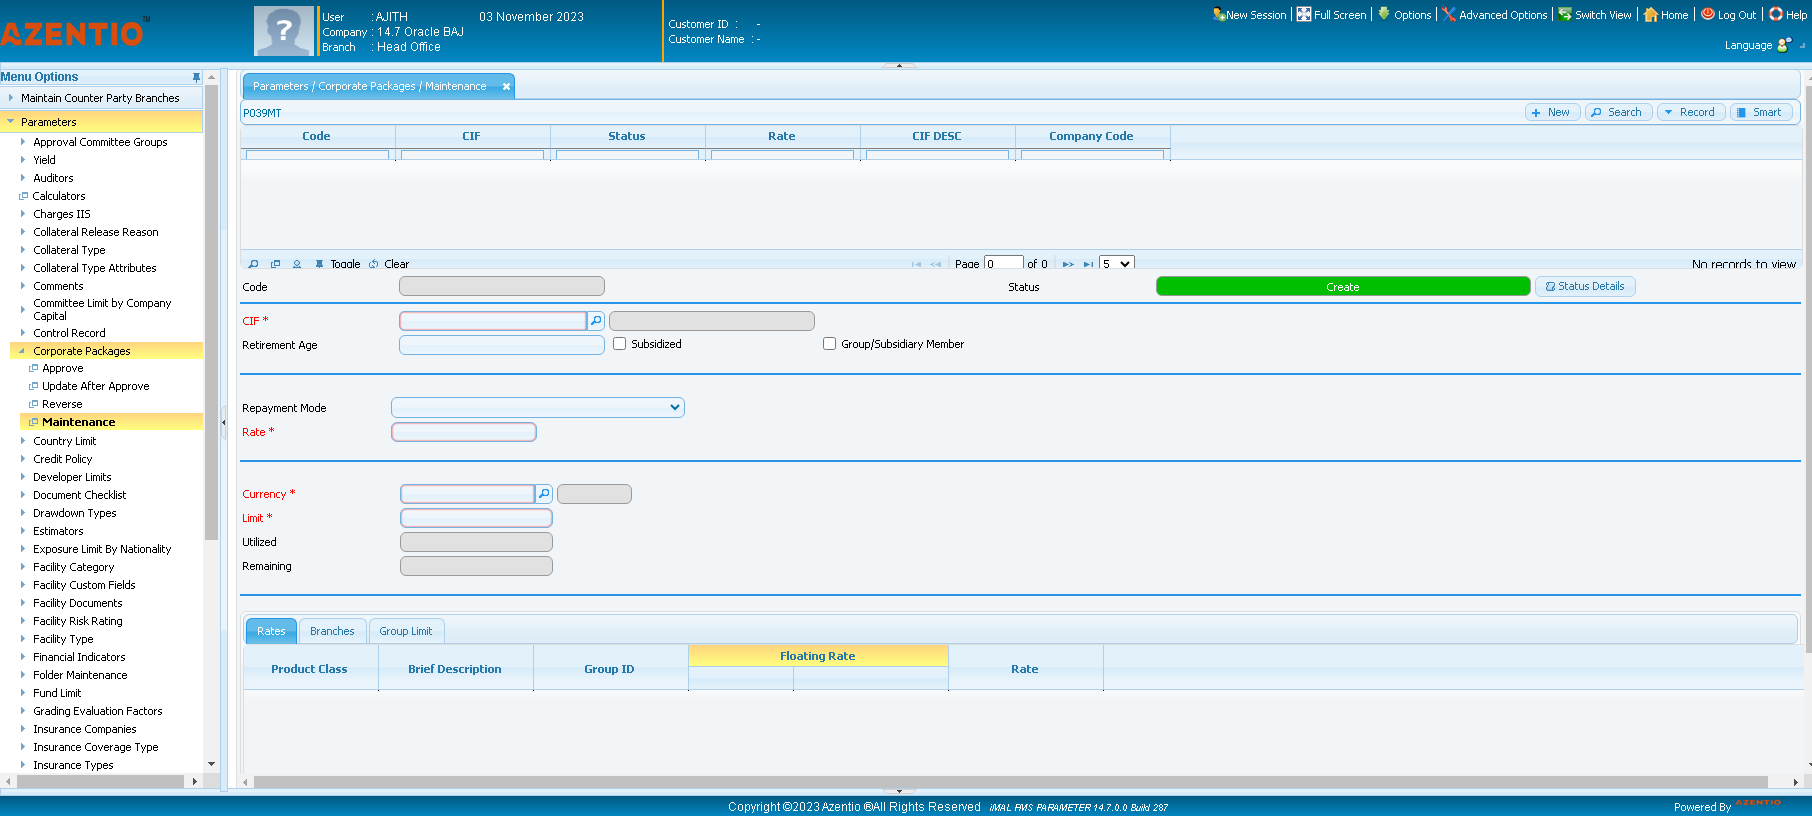 AZENTIO™
User : AJITH 03 November 2023
Company : 14.7 Oracle BAJ
Branch : Head Office
Customer ID : -
Customer Name : -
New Session Full Screen Options Advanced Options Switch View Home Log Out Help
Language
Menu Options
Maintain Counter Party Branches
Parameters
Approval Committee Groups
Yield
Auditors
Calculators
Charges IIS
Collateral Release Reason
Collateral Type
Collateral Type Attributes
Comments
Committee Limit by Company
Capital
Control Record
Corporate Packages
Approve
Update After Approve
Reverse
Maintenance
Country Limit
Credit Policy
Developer Limits
Document Checklist
Drawdown Types
Estimators
Exposure Limit By Nationality
Facility Category
Facility Custom Fields
Facility Documents
Facility Risk Rating
Facility Type
Financial Indicators
Folder Maintenance
Fund Limit
Grading Evaluation Factors
Insurance Companies
Insurance Coverage Type
Insurance Types
Parameters / Corporate Packages / Maintenance
P039MT
New Search Record Smart
Code CIF Status Rate CIF DESC Company Code
Toggle Clear Page 0 of 0 5 No records to view
Code Status Create Status Details
CIF *
Retirement Age Subsidized Group/Subsidiary Member
Repayment Mode
Rate *
Currency *
Limit *
Utilized
Remaining
Rates Branches Group Limit
Product Class Brief Description Group ID Floating Rate Rate
Copyright ©2023 Azentio ®All Rights Reserved iMAL PMS PARAMETER 14.7.0.0 Build 287
Powered By AZENTIO